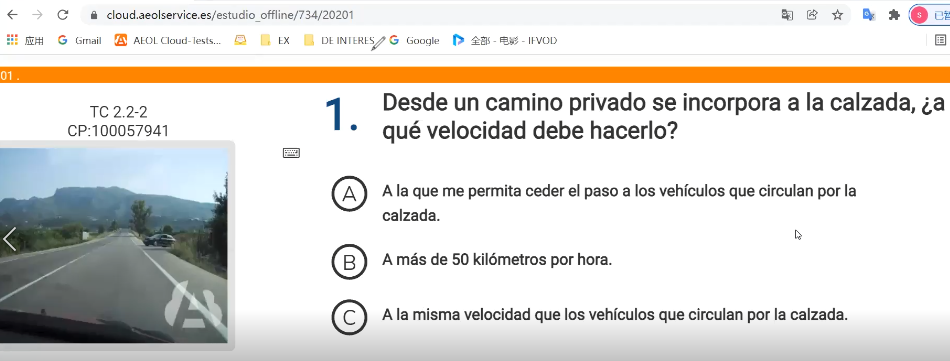 cloud.aeolservice.es/estudio_offline/734/20201
应用 Gmail AEOL Cloud-Tests... EX DE INTERES Google 全部 - 电影 - IFVOD
01 .
TC 2.2-2
CP:100057941
1. Desde un camino privado se incorpora a la calzada, ¿a
qué velocidad debe hacerlo?
A A la que me permita ceder el paso a los vehículos que circulan por la
calzada.
B A más de 50 kilómetros por hora.
C A la misma velocidad que los vehículos que circulan por la calzada.